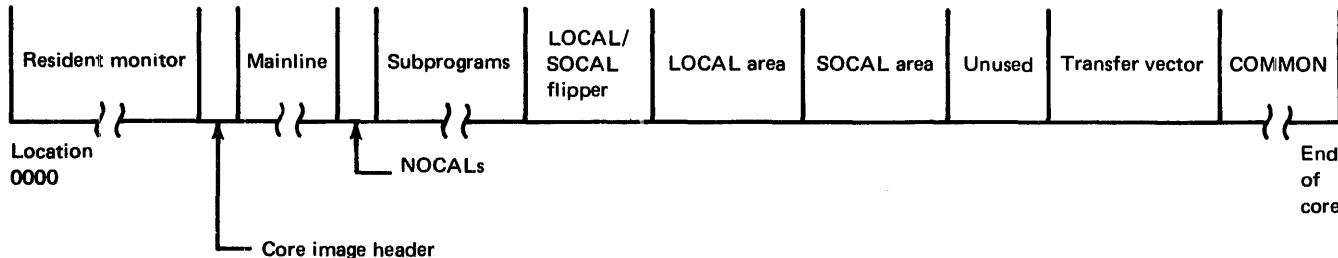 Resident monitor
Mainline
Subprograms
LOCAL/
SOCAL
flipper
LOCAL area
SOCAL area
Unused
Transfer vector
COMMON
Location
0000
NOCALs
Core image header
End
of
core